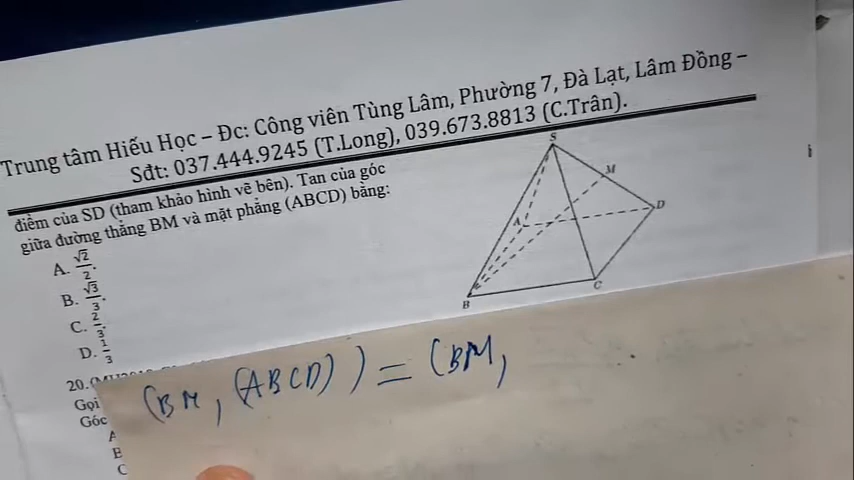 Trung tâm Hiếu Học – Đc: Công viên Tùng Lâm, Phường 7, Đà Lạt, Lâm Đồng –
Sđt: 037.444.9245 (T.Long), 039.673.8813 (C.Trân).
điểm của SD (tham khảo hình vẽ bên). Tan của góc
giữa đường thẳng BM và mặt phẳng (ABCD) bằng:
A. √2/2.
B. √3/3.
C. 2/3.
D. 1/3
S
M
A
D
B
C
20.
Gọi
Góc
(BM, (ABCD)) = (BM,
B
C